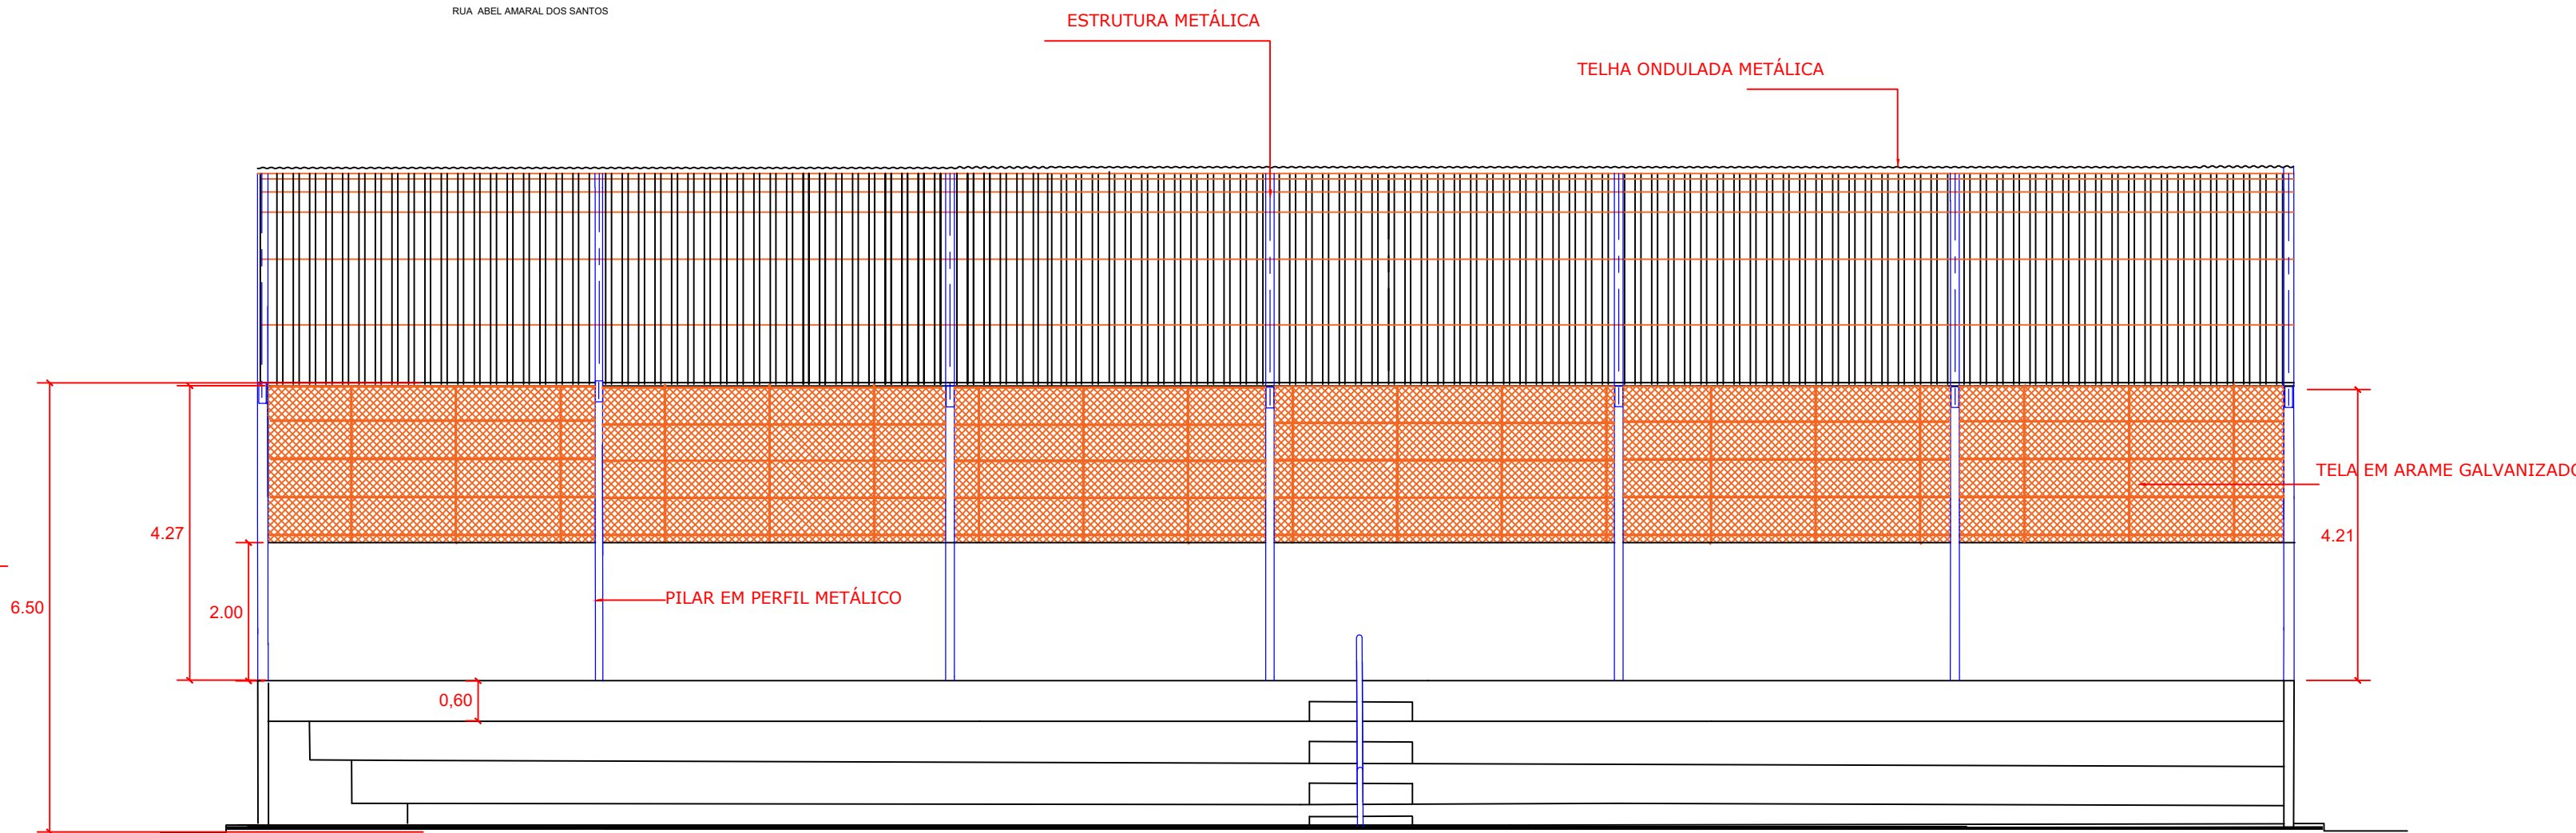 RUA ABEL AMARAL DOS SANTOS
ESTRUTURA METÁLICA
TELHA ONDULADA METÁLICA
TELA EM ARAME GALVANIZADO
4.27
4.21
PILAR EM PERFIL METÁLICO
6.50
2.00
0,60